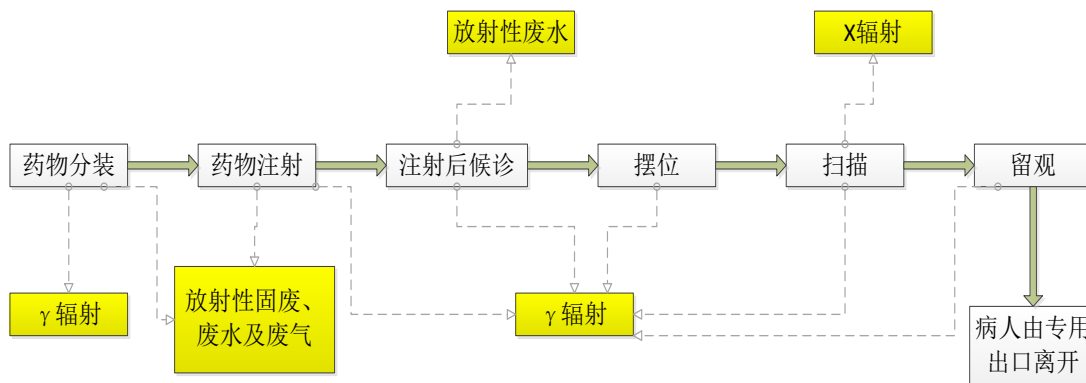 放射性废水
X辐射
药物分装
药物注射
注射后候诊
摆位
扫描
留观
γ辐射
放射性固废、
废水及废气
γ辐射
病人由专用
出口离开